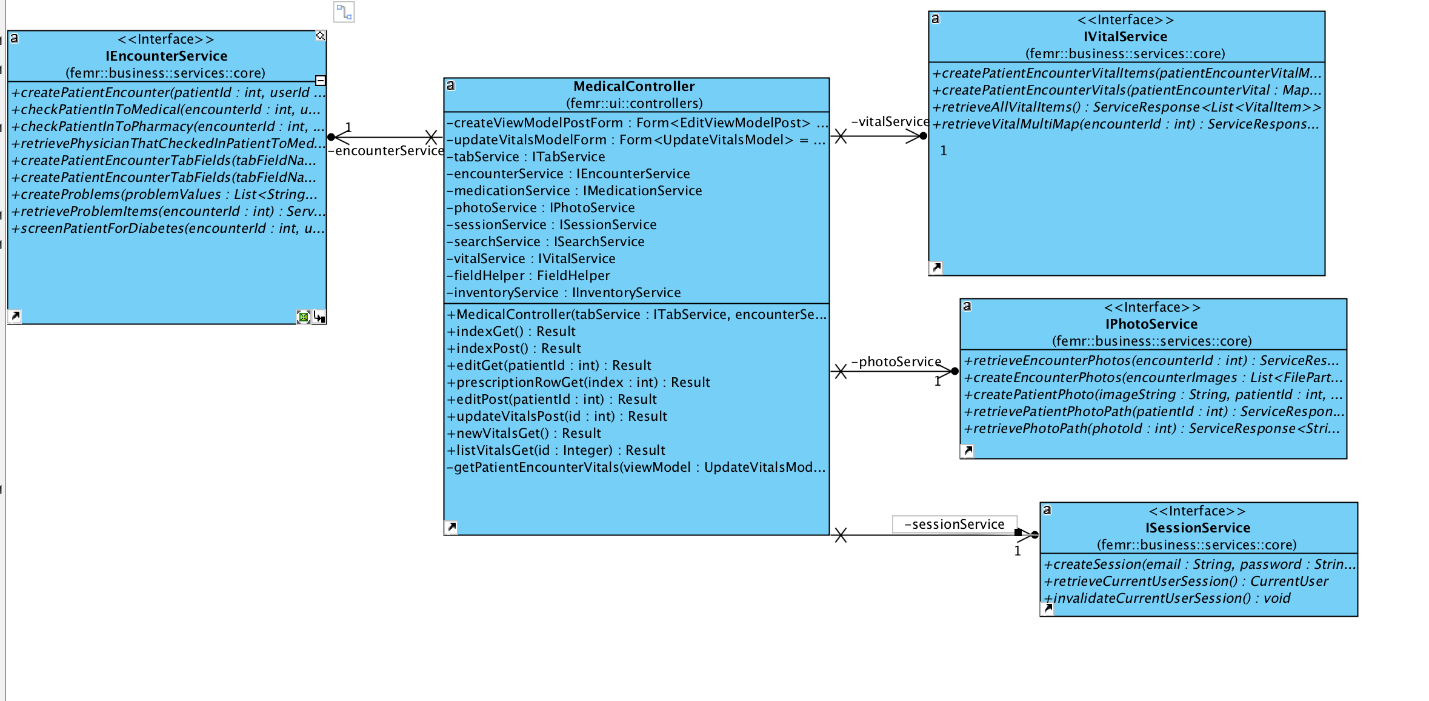 a
<<Interface>>
IEncounterService
(femr::business::services::core)
+createPatientEncounter(patientId : int, userId ...
+checkPatientInToMedical(encounterId : int, u...
+checkPatientInToPharmacy(encounterId : int, ...
+retrievePhysicianThatCheckedInPatientToMed...
+createPatientEncounterTabFields(tabFieldNa...
+createPatientEncounterTabFields(tabFieldNa...
+createProblems(problemValues : List<String...
+retrieveProblemItems(encounterId : int) : Serv...
+screenPatientForDiabetes(encounterId : int, u...
1
-encounterService
a
MedicalController
(femr::ui::controllers)
-createViewModelPostForm : Form<EditViewModelPost> ...
-updateVitalsModelForm : Form<UpdateVitalsModel> = ...
-tabService : ITabService
-encounterService : IEncounterService
-medicationService : IMedicationService
-photoService : IPhotoService
-sessionService : ISessionService
-searchService : ISearchService
-vitalService : IVitalService
-fieldHelper : FieldHelper
-inventoryService : IInventoryService
+MedicalController(tabService : ITabService, encounterSe...
+indexGet() : Result
+indexPost() : Result
+editGet(patientId : int) : Result
+prescriptionRowGet(index : int) : Result
+editPost(patientId : int) : Result
+updateVitalsPost(id : int) : Result
+newVitalsGet() : Result
+listVitalsGet(id : Integer) : Result
-getPatientEncounterVitals(viewModel : UpdateVitalsMod...
-vitalService
1
a
<<Interface>>
IVitalService
(femr::business::services::core)
+createPatientEncounterVitalItems(patientEncounterVitalM...
+createPatientEncounterVitals(patientEncounterVital : Map...
+retrieveAllVitalItems() : ServiceResponse<List<VitalItem>>
+retrieveVitalMultiMap(encounterId : int) : ServiceRespons...
-photoService
1
a
<<Interface>>
IPhotoService
(femr::business::services::core)
+retrieveEncounterPhotos(encounterId : int) : ServiceRes...
+createEncounterPhotos(encounterImages : List<FilePart...
+createPatientPhoto(imageString : String, patientId : int, ...
+retrievePatientPhotoPath(patientId : int) : ServiceRespon...
+retrievePhotoPath(photoId : int) : ServiceResponse<Stri...
-sessionService
1
a
<<Interface>>
ISessionService
(femr::business::services::core)
+createSession(email : String, password : Strin...
+retrieveCurrentUserSession() : CurrentUser
+invalidateCurrentUserSession() : void